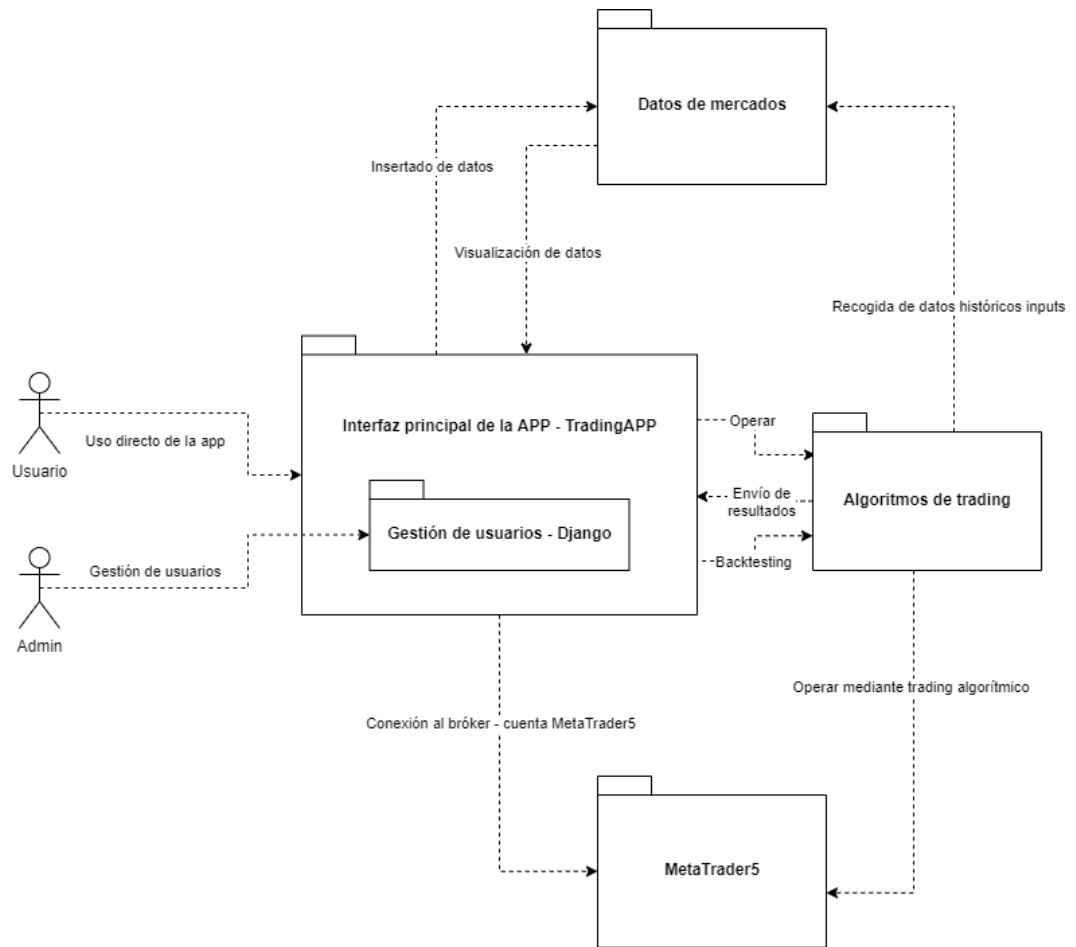 Datos de mercados
Insertado de datos
Visualización de datos
Recogida de datos históricos inputs
Interfaz principal de la APP - TradingAPP
Operar
Uso directo de la app
Usuario
Envío de
resultados
Algoritmos de trading
Gestión de usuarios - Django
Backtesting
Gestión de usuarios
Admin
Operar mediante trading algorítmico
Conexión al bróker - cuenta MetaTrader5
MetaTrader5